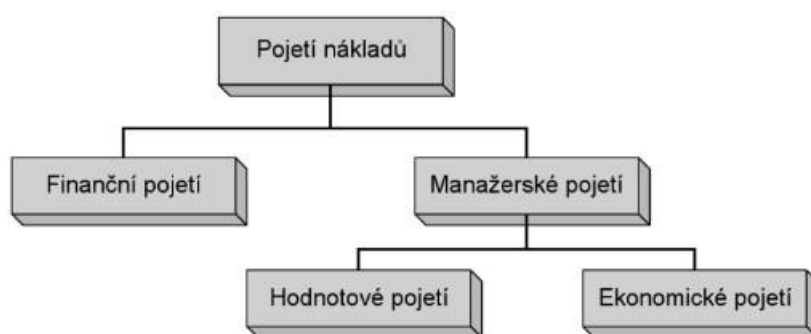 Pojetí nákladů
Finanční pojetí
Manažerské pojetí
Hodnotové pojetí
Ekonomické pojetí